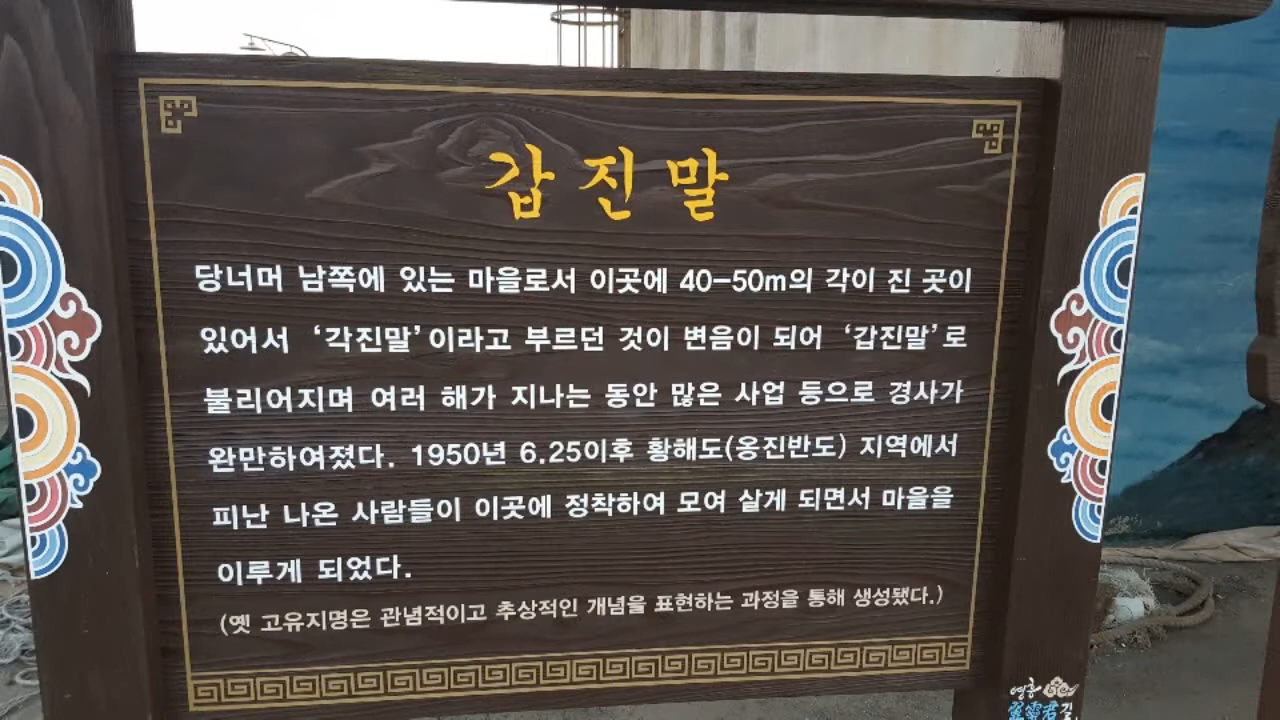 갑진말
당너머 남쪽에 있는 마을로서 이곳에 40-50m의 각이 진 곳이
있어서 ‘각진말’이라고 부르던 것이 변음이 되어 ‘갑진말’로
불리어지며 여러 해가 지나는 동안 많은 사업 등으로 경사가
완만하여졌다. 1950년 6.25이후 황해도(옹진반도) 지역에서
피난 나온 사람들이 이곳에 정착하여 모여 살게 되면서 마을을
이루게 되었다.
(옛 고유지명은 관념적이고 추상적인 개념을 표현하는 과정을 통해 생성됐다.)
영흥
翼靈君길